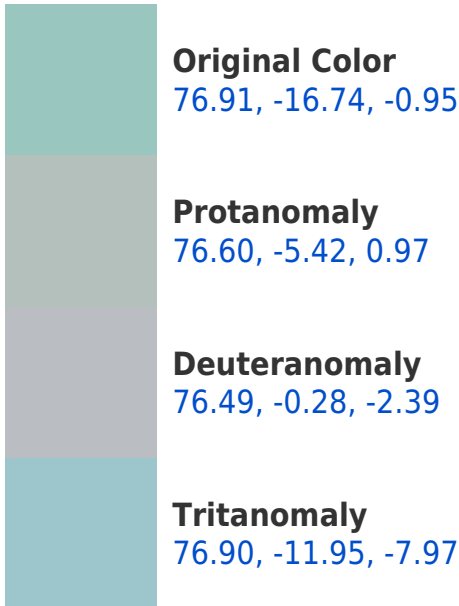 Original Color
76.91, -16.74, -0.95
Protanomaly
76.60, -5.42, 0.97
Deuteranomaly
76.49, -0.28, -2.39
Tritanomaly
76.90, -11.95, -7.97